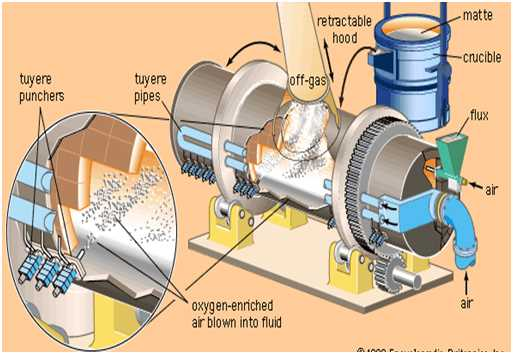 retractable
hood
matte
crucible
tuyere
punchers
tuyere
pipes
off-gas
flux
air
air
oxygen-enriched
air blown into fluid